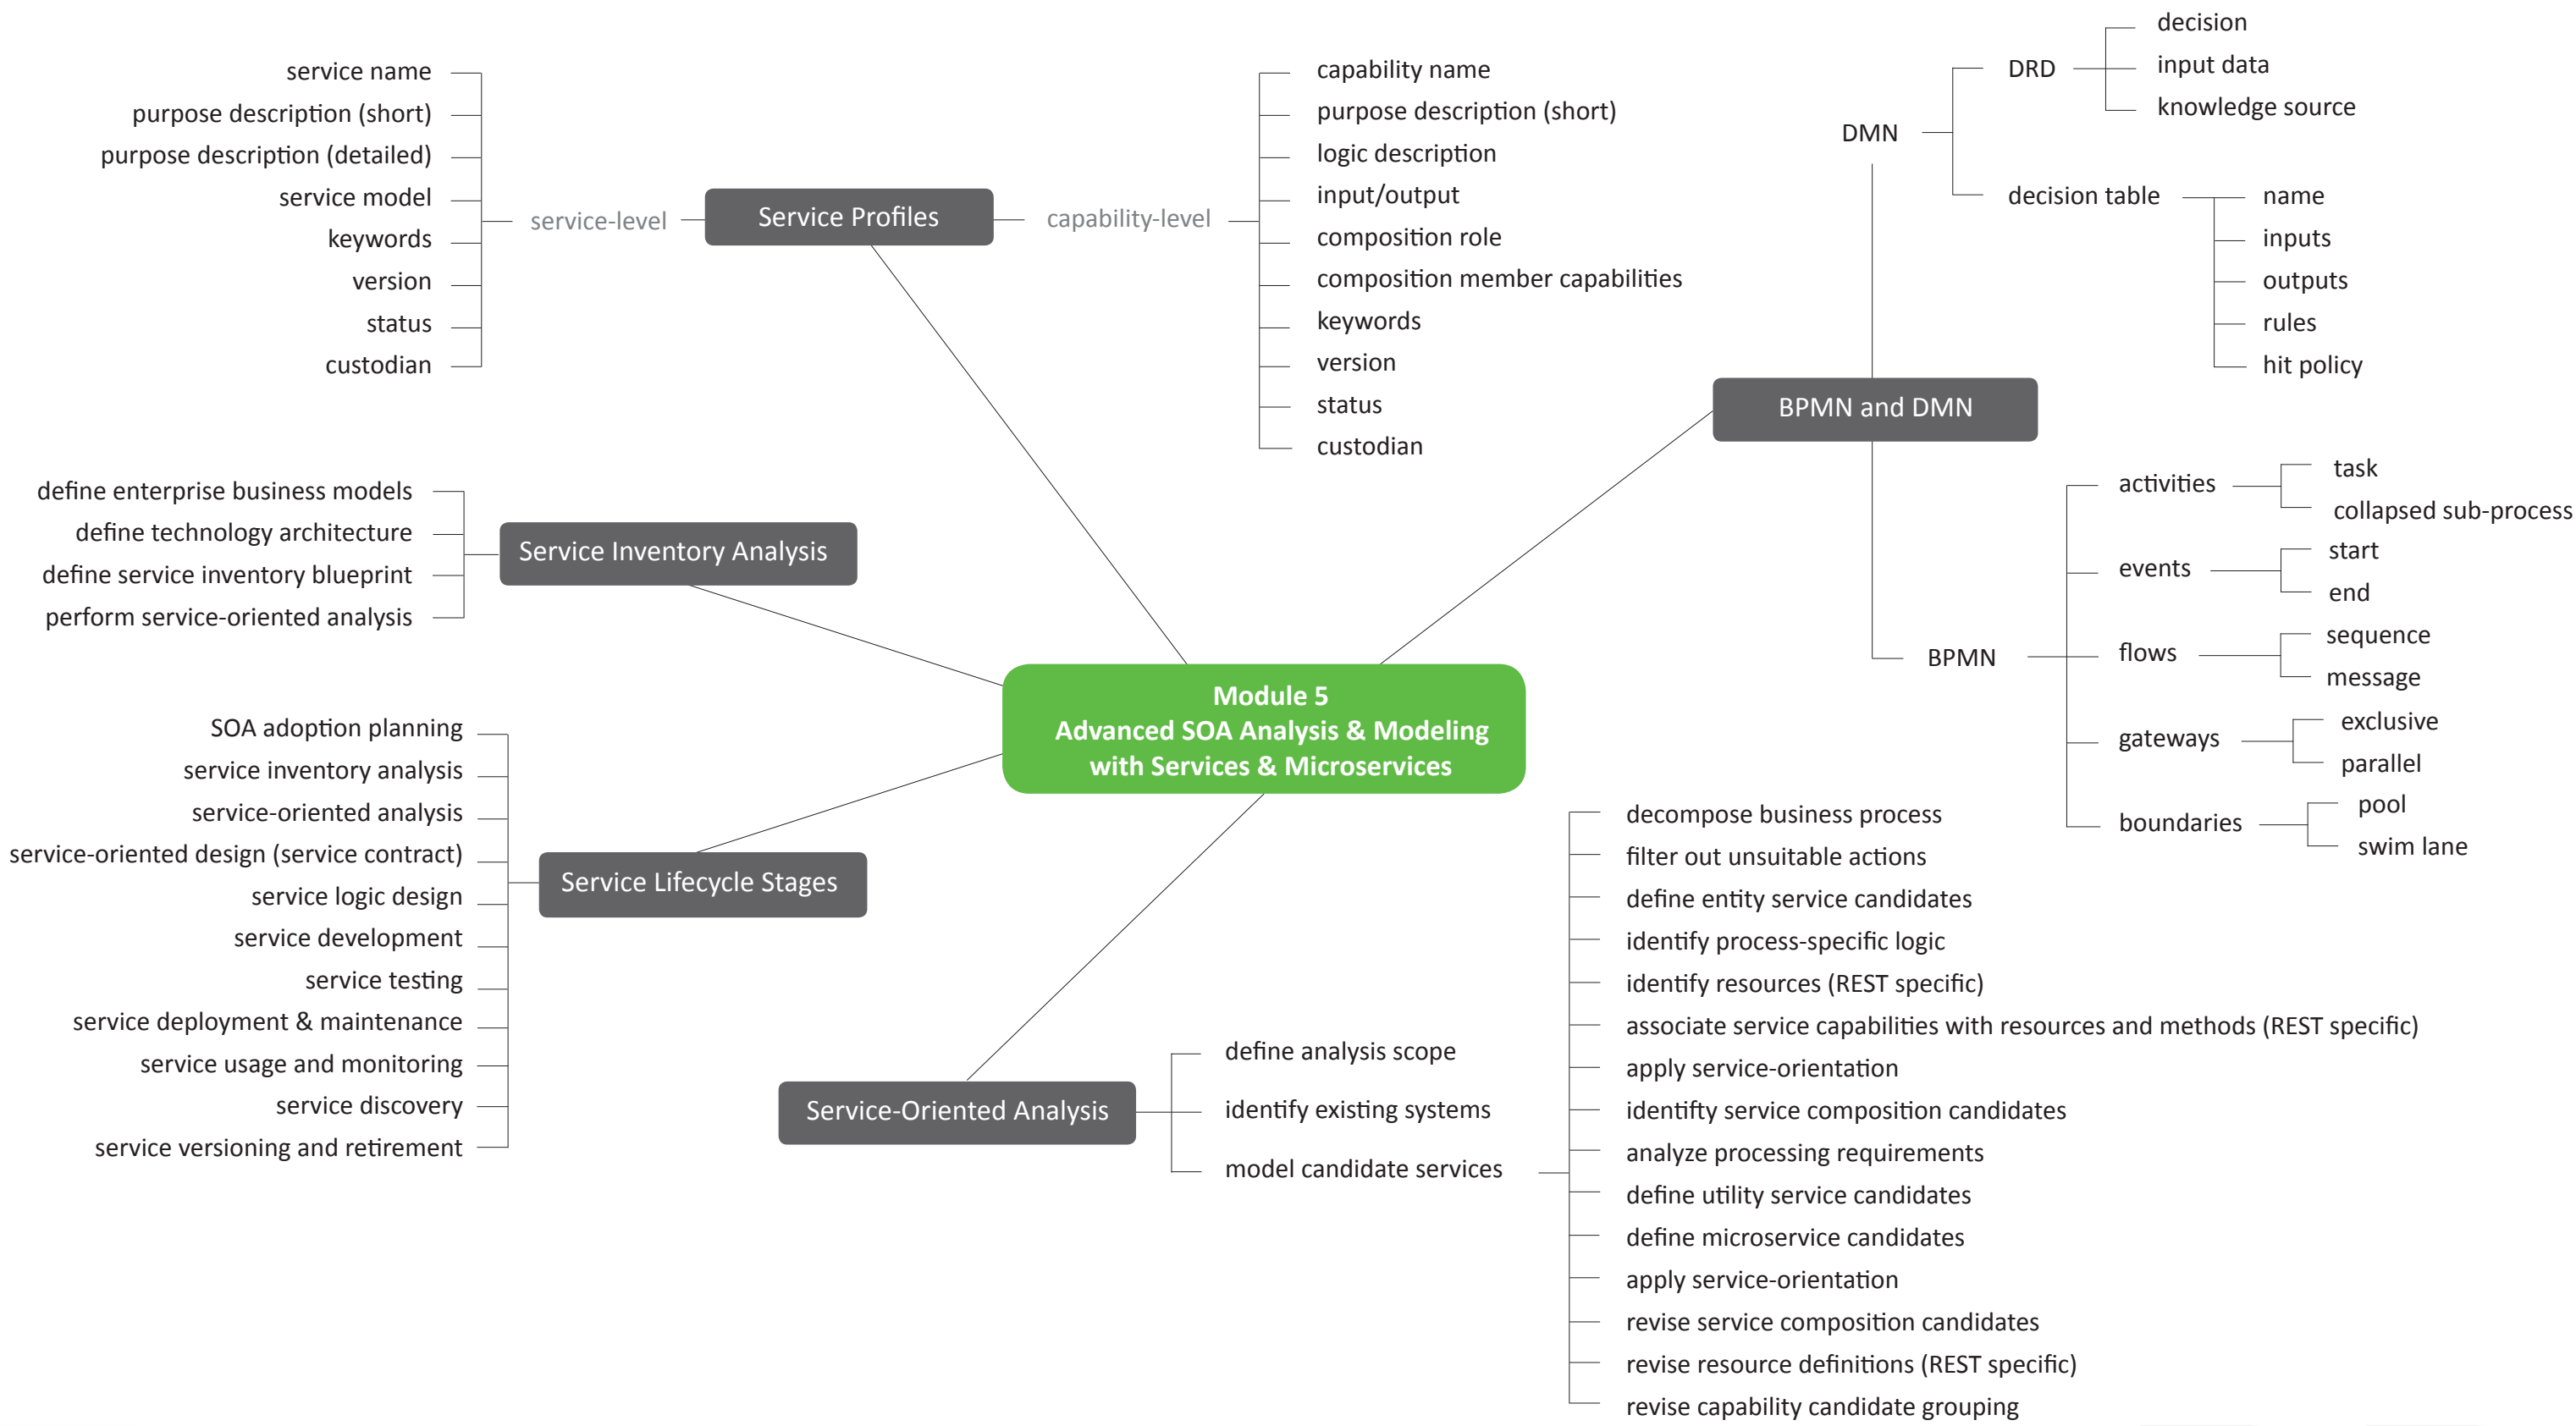 service name
purpose description (short)
purpose description (detailed)
service model
keywords
version
status
custodian
service-level
Service Profiles
capability-level
capability name
purpose description (short)
logic description
input/output
composition role
composition member capabilities
keywords
version
status
custodian
DMN
DRD
decision
input data
knowledge source
decision table
name
inputs
outputs
rules
hit policy
BPMN and DMN
BPMN
activities
task
collapsed sub-process
events
start
end
flows
sequence
message
gateways
exclusive
parallel
boundaries
pool
swim lane
define enterprise business models
define technology architecture
define service inventory blueprint
perform service-oriented analysis
Service Inventory Analysis
Module 5
Advanced SOA Analysis & Modeling
with Services & Microservices
SOA adoption planning
service inventory analysis
service-oriented analysis
service-oriented design (service contract)
service logic design
service development
service testing
service deployment & maintenance
service usage and monitoring
service discovery
service versioning and retirement
Service Lifecycle Stages
Service-Oriented Analysis
define analysis scope
identify existing systems
model candidate services
decompose business process
filter out unsuitable actions
define entity service candidates
identify process-specific logic
identify resources (REST specific)
associate service capabilities with resources and methods (REST specific)
apply service-orientation
identifty service composition candidates
analyze processing requirements
define utility service candidates
define microservice candidates
apply service-orientation
revise service composition candidates
revise resource definitions (REST specific)
revise capability candidate grouping